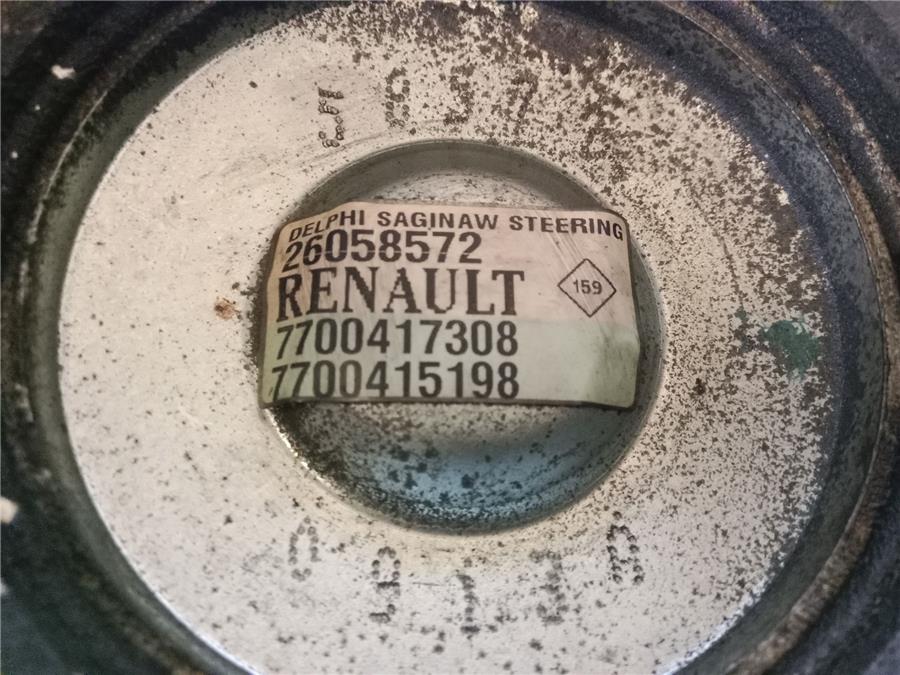 DELPHI SAGINAW STEERING
26058572
RENAULT
159
7700417308
7700415198